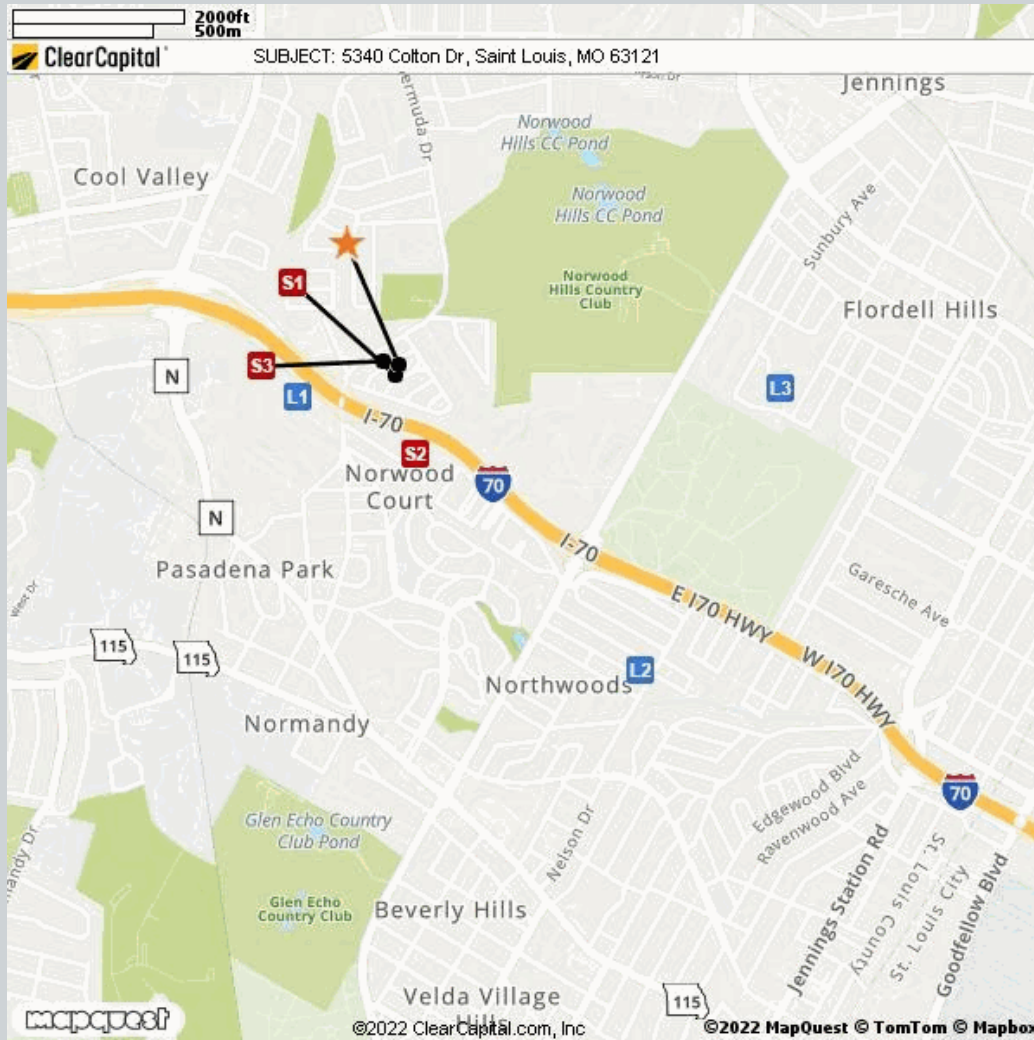 2000ft
500m
ClearCapital
SUBJECT: 5340 Colton Dr, Saint Louis, MO 63121
Jennings
Norwood
Hills CC Pond
Cool Valley
Norwood
Hills CC Pond
Sunbury Ave
S1
Norwood
Hills Country
Club
Flordell Hills
S3
N
L1
L3
I-70
S2
Norwood
Court
70
N
I-70
Pasadena Park
Garesche Ave
West Dr
E I70 HWY
115
115
W I70 HWY
L2
Northwoods
Normandy
Edgewood Blvd
70
Ravenwood Ave
Glen Echo Country
Club Pond
Nelson Dr
Jennings Station Rd
St. Louis County
St. Louis City
Goodfellow Blvd
Glen Echo
Country Club
Beverly Hills
Velda Village
Hills
115
mapquest
©2022 ClearCapital.com, Inc
©2022 MapQuest © TomTom © Mapbox